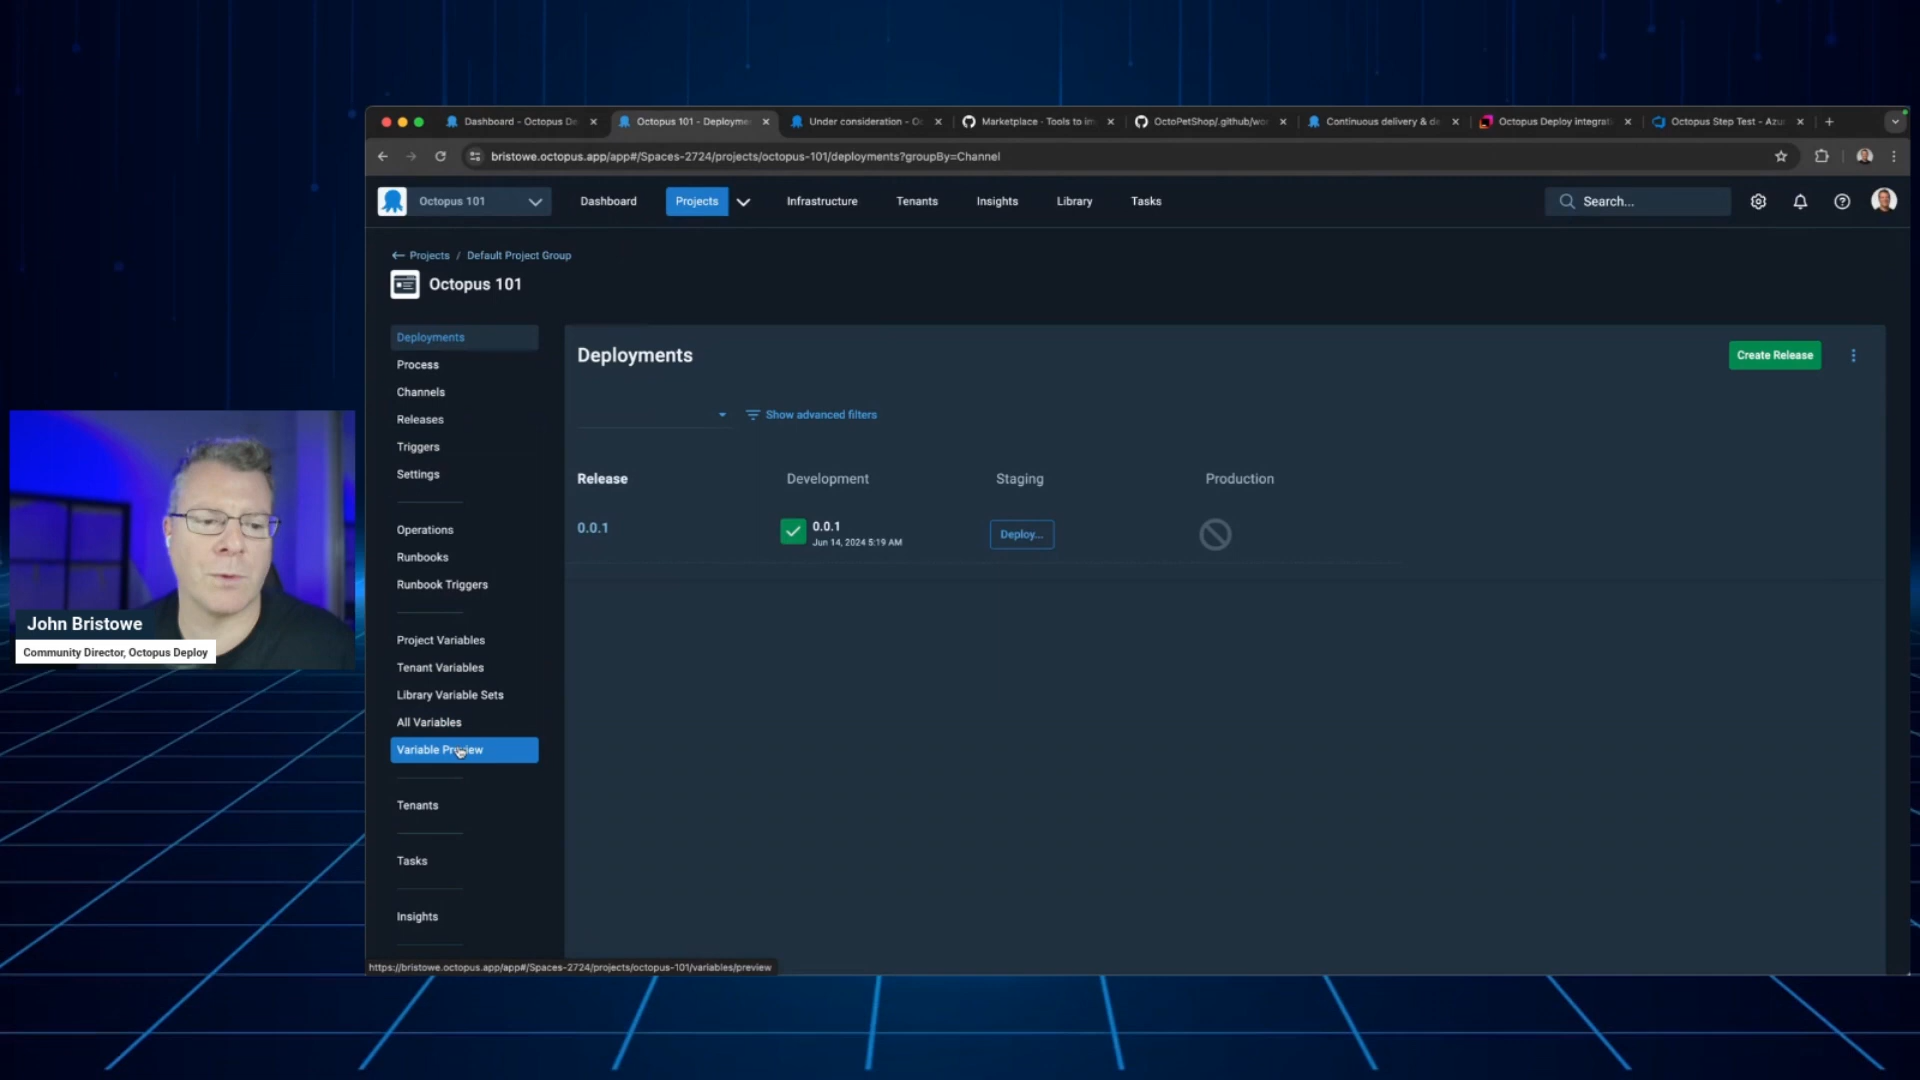 Dashboard - Octopus De
Octopus 101 - Deployme
Under consideration - Oc
Marketplace · Tools to im
OctoPetShop/.github/wor
Continuous delivery & de
Octopus Deploy integrati
Octopus Step Test - Azu
bristowe.octopus.app/app#/Spaces-2724/projects/octopus-101/deployments?groupBy=Channel
Octopus 101
Dashboard
Projects
Infrastructure
Tenants
Insights
Library
Tasks
Search...
Projects / Default Project Group
Octopus 101
Deployments
Process
Channels
Releases
Triggers
Settings
Operations
Runbooks
Runbook Triggers
Project Variables
Tenant Variables
Library Variable Sets
All Variables
Variable Preview
Tenants
Tasks
Insights
Deployments
Create Release
Show advanced filters
Release
Development
Staging
Production
0.0.1
0.0.1
Jun 14, 2024 5:19 AM
Deploy...
https://bristowe.octopus.app/app#/Spaces-2724/projects/octopus-101/variables/preview
John Bristowe
Community Director, Octopus Deploy